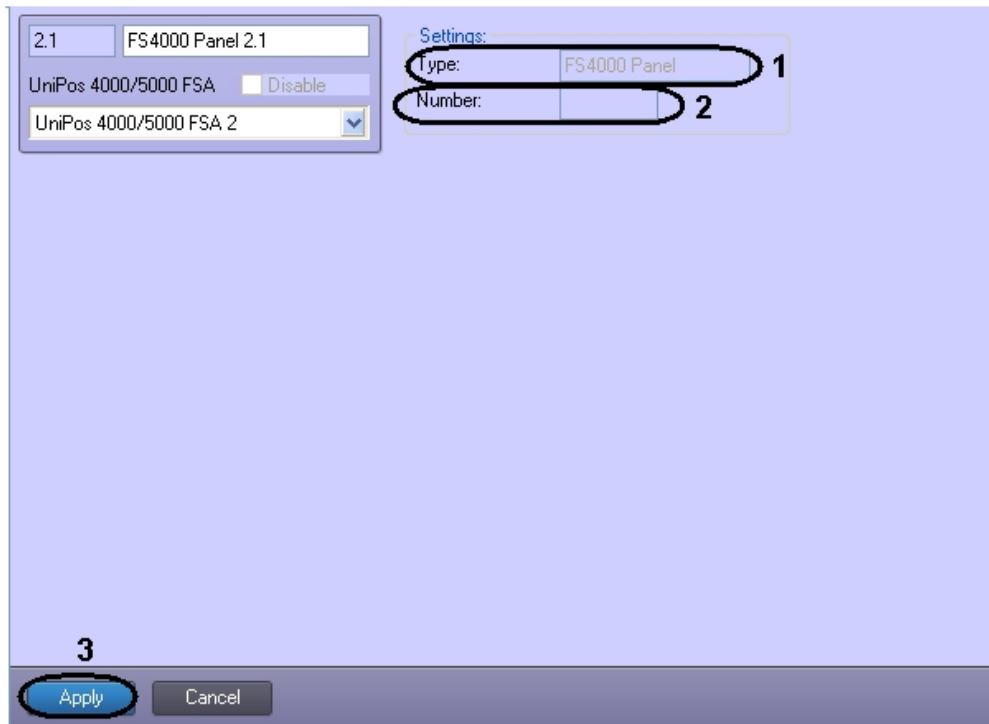 2.1 FS4000 Panel 2.1
UniPos 4000/5000 FSA Disable
UniPos 4000/5000 FSA 2
Settings:
Type: FS4000 Panel 1
Number: 2
3
Apply Cancel